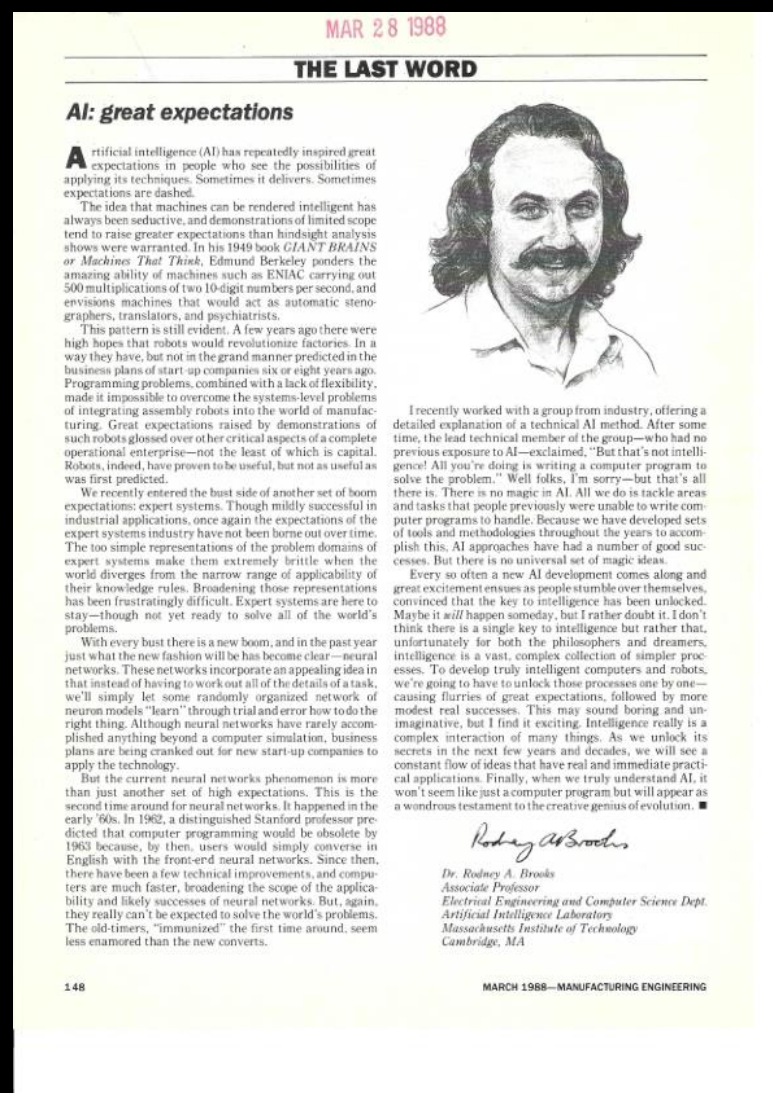 MAR 28 1988
THE LAST WORD
AI: great expectations
Artificial intelligence (AI) has repeatedly inspired great
expectations in people who see the possibilities of
applying its techniques. Sometimes it delivers. Sometimes
expectations are dashed.
The idea that machines can be rendered intelligent has
always been seductive, and demonstrations of limited scope
tend to raise greater expectations than hindsight analysis
shows were warranted. In his 1949 book GIANT BRAINS
or Machines That Think, Edmund Berkeley ponders the
amazing ability of machines such as ENIAC carrying out
500 multiplications of two 10-digit numbers per second, and
envisions machines that would act as automatic steno-
graphers, translators, and psychiatrists.
This pattern is still evident. A few years ago there were
high hopes that robots would revolutionize factories. In a
way they have, but not in the grand manner predicted in the
business plans of start-up companies six or eight years ago.
Programming problems, combined with a lack of flexibility,
made it impossible to overcome the systems-level problems
of integrating assembly robots into the world of manufac-
turing. Great expectations raised by demonstrations of
such robots glossed over other critical aspects of a complete
operational enterprise—not the least of which is capital.
Robots, indeed, have proven to be useful, but not as useful as
was first predicted.
We recently entered the bust side of another set of boom
expectations: expert systems. Though mildly successful in
industrial applications, once again the expectations of the
expert systems industry have not been borne out over time.
The too simple representations of the problem domains of
expert systems make them extremely brittle when the
world diverges from the narrow range of applicability of
their knowledge rules. Broadening those representations
has been frustratingly difficult. Expert systems are here to
stay—though not yet ready to solve all of the world's
problems.
With every bust there is a new boom, and in the past year
just what the new fashion will be has become clear—neural
networks. These networks incorporate an appealing idea in
that instead of having to work out all of the details of a task,
we'll simply let some randomly organized network of
neuron models "learn" through trial and error how to do the
right thing. Although neural networks have rarely accom-
plished anything beyond a computer simulation, business
plans are being cranked out for new start-up companies to
apply the technology.
But the current neural networks phenomenon is more
than just another set of high expectations. This is the
second time around for neural networks. It happened in the
early '60s. In 1962, a distinguished Stanford professor pre-
dicted that computer programming would be obsolete by
1963 because, by then, users would simply converse in
English with the front-end neural networks. Since then,
there have been a few technical improvements, and compu-
ters are much faster, broadening the scope of the applica-
bility and likely successes of neural networks. But, again,
they really can't be expected to solve the world's problems.
The old-timers, "immunized" the first time around, seem
less enamored than the new converts.
I recently worked with a group from industry, offering a
detailed explanation of a technical AI method. After some
time, the lead technical member of the group—who had no
previous exposure to AI—exclaimed, "But that's not intelli-
gence! All you're doing is writing a computer program to
solve the problem." Well folks, I'm sorry—but that's all
there is. There is no magic in AI. All we do is tackle areas
and tasks that people previously were unable to write com-
puter programs to handle. Because we have developed sets
of tools and methodologies throughout the years to accom-
plish this, AI approaches have had a number of good suc-
cesses. But there is no universal set of magic ideas.
Every so often a new AI development comes along and
great excitement ensues as people stumble over themselves,
convinced that the key to intelligence has been unlocked.
Maybe it will happen someday, but I rather doubt it. I don't
think there is a single key to intelligence but rather that,
unfortunately for both the philosophers and dreamers,
intelligence is a vast, complex collection of simpler proc-
esses. To develop truly intelligent computers and robots,
we're going to have to unlock those processes one by one—
causing flurries of great expectations, followed by more
modest real successes. This may sound boring and un-
imaginative, but I find it exciting. Intelligence really is a
complex interaction of many things. As we unlock its
secrets in the next few years and decades, we will see a
constant flow of ideas that have real and immediate practi-
cal applications. Finally, when we truly understand AI, it
won't seem like just a computer program but will appear as
a wondrous testament to the creative genius of evolution. ■
Rodney A Brooks
Dr. Rodney A. Brooks
Associate Professor
Electrical Engineering and Computer Science Dept.
Artificial Intelligence Laboratory
Massachusetts Institute of Technology
Cambridge, MA
148
MARCH 1988—MANUFACTURING ENGINEERING